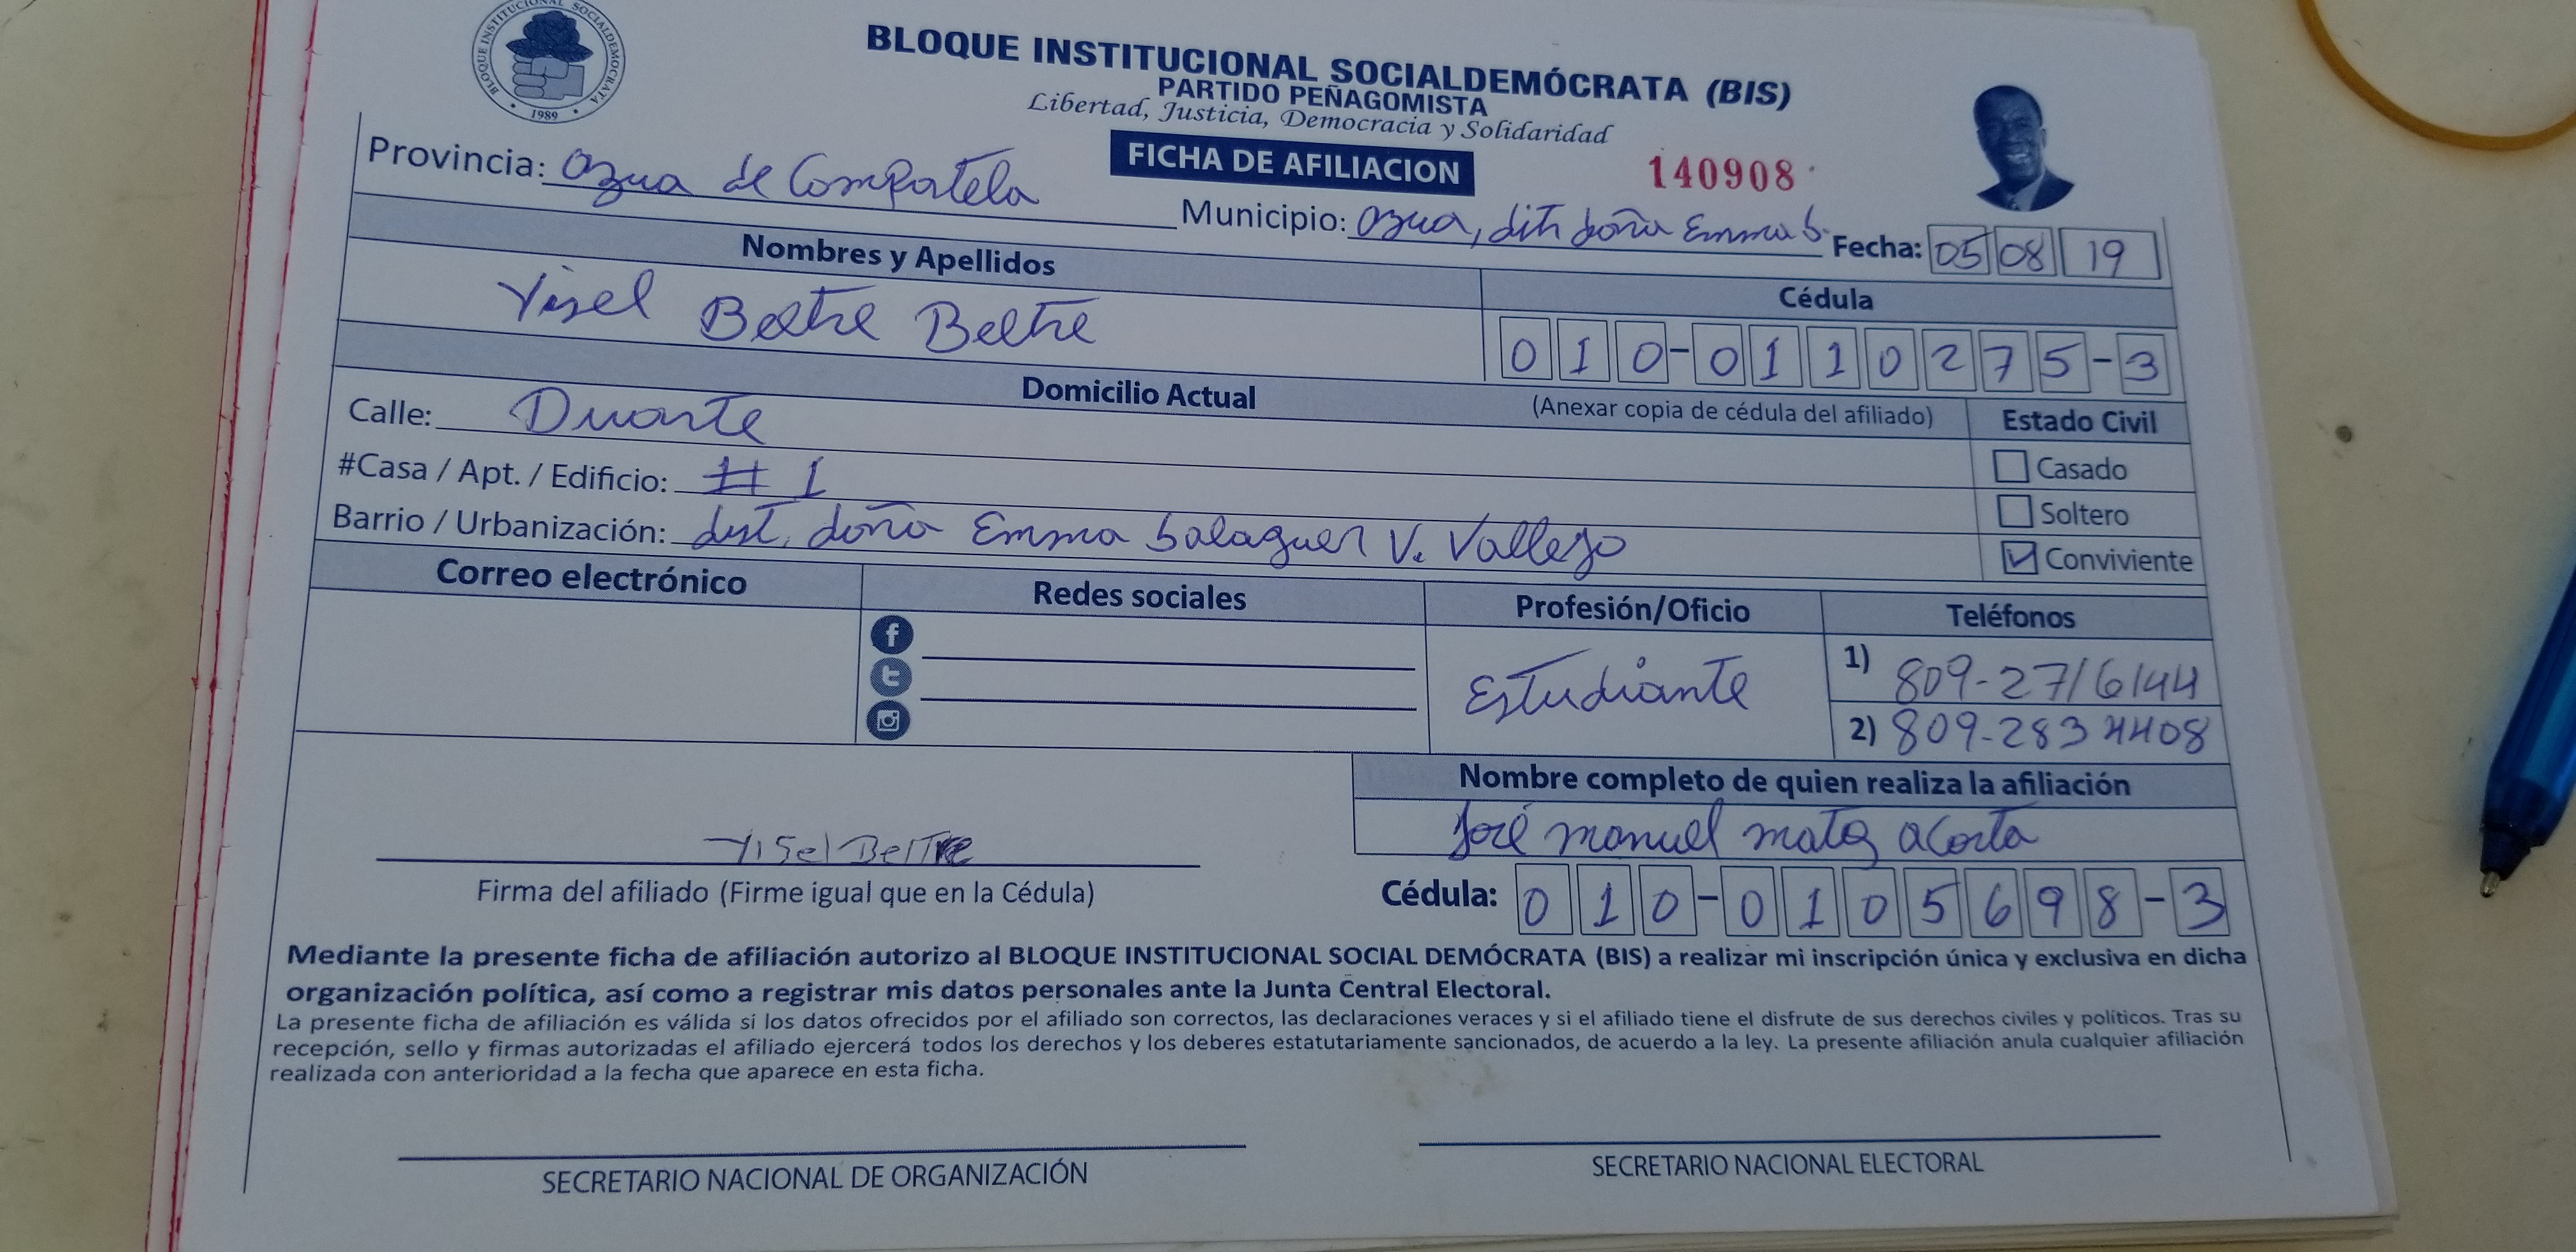 BLOQUE INSTITUCIONAL SOCIALDEMOCRATA
1989
BLOQUE INSTITUCIONAL SOCIALDEMÓCRATA (BIS)
PARTIDO PEÑAGOMISTA
Libertad, Justicia, Democracia y Solidaridad
FICHA DE AFILIACION
140908
Provincia: Azua de Compostela
Municipio: Azua, dit doña Emma b.
Fecha: 05 08 19
Nombres y Apellidos
Cédula
Yisel Beltre Beltre
010-0110275-3
Domicilio Actual
(Anexar copia de cédula del afiliado)
Estado Civil
Calle: Duarte
Casado
#Casa / Apt. / Edificio: #1
Soltero
Barrio / Urbanización: dist. doña Emma balaguer V. Vallejo
Conviviente
Correo electrónico
Redes sociales
Profesión/Oficio
Teléfonos
Estudiante
1) 809-27/6144
2) 809-283 4408
Nombre completo de quien realiza la afiliación
José manuel matos acosta
Yisel Beltre
Firma del afiliado (Firme igual que en la Cédula)
Cédula: 010-0105698-3
Mediante la presente ficha de afiliación autorizo al BLOQUE INSTITUCIONAL SOCIAL DEMÓCRATA (BIS) a realizar mi inscripción única y exclusiva en dicha
organización política, así como a registrar mis datos personales ante la Junta Central Electoral.
La presente ficha de afiliación es válida si los datos ofrecidos por el afiliado son correctos, las declaraciones veraces y si el afiliado tiene el disfrute de sus derechos civiles y políticos. Tras su
recepción, sello y firmas autorizadas el afiliado ejercerá todos los derechos y los deberes estatutariamente sancionados, de acuerdo a la ley. La presente afiliación anula cualquier afiliación
realizada con anterioridad a la fecha que aparece en esta ficha.
SECRETARIO NACIONAL DE ORGANIZACIÓN
SECRETARIO NACIONAL ELECTORAL